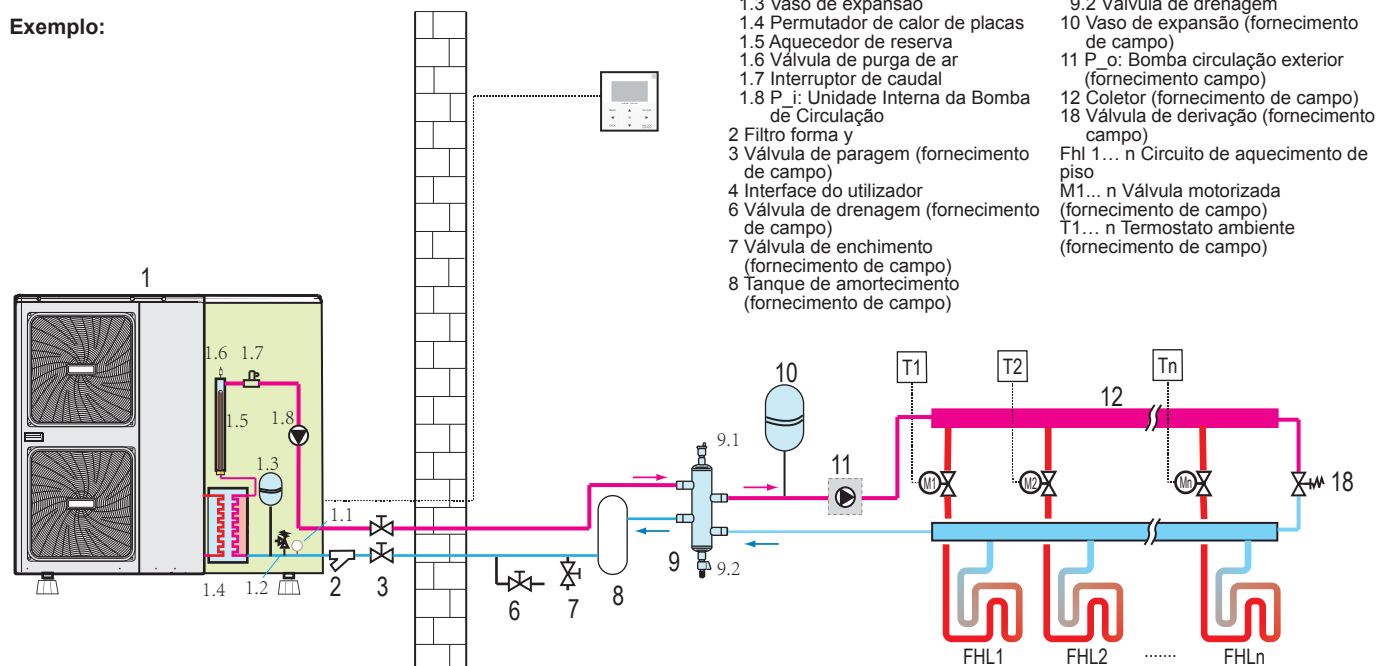 Exemplo:
1.3 Vaso de expansão
1.4 Permutador de calor de placas
1.5 Aquecedor de reserva
1.6 Válvula de purga de ar
1.7 Interruptor de caudal
1.8 P_i: Unidade Interna da Bomba
de Circulação
2 Filtro forma y
3 Válvula de paragem (fornecimento
de campo)
4 Interface do utilizador
6 Válvula de drenagem (fornecimento
de campo)
7 Válvula de enchimento
(fornecimento de campo)
8 Tanque de amortecimento
(fornecimento de campo)
9.2 Válvula de drenagem
10 Vaso de expansão (fornecimento
de campo)
11 P_o: Bomba circulação exterior
(fornecimento campo)
12 Coletor (fornecimento de campo)
18 Válvula de derivação (fornecimento
campo)
Fhl 1… n Circuito de aquecimento de
piso
M1... n Válvula motorizada
(fornecimento de campo)
T1… n Termostato ambiente
(fornecimento de campo)
1
1.6 1.7
1.5
1.8
1.3
1.1
1.4
1.2
2
3
6
7
8
9
9.1
9.2
10
11
12
T1
T2
Tn
M1
M2
Mn
18
FHL1
FHL2
.......
FHLn